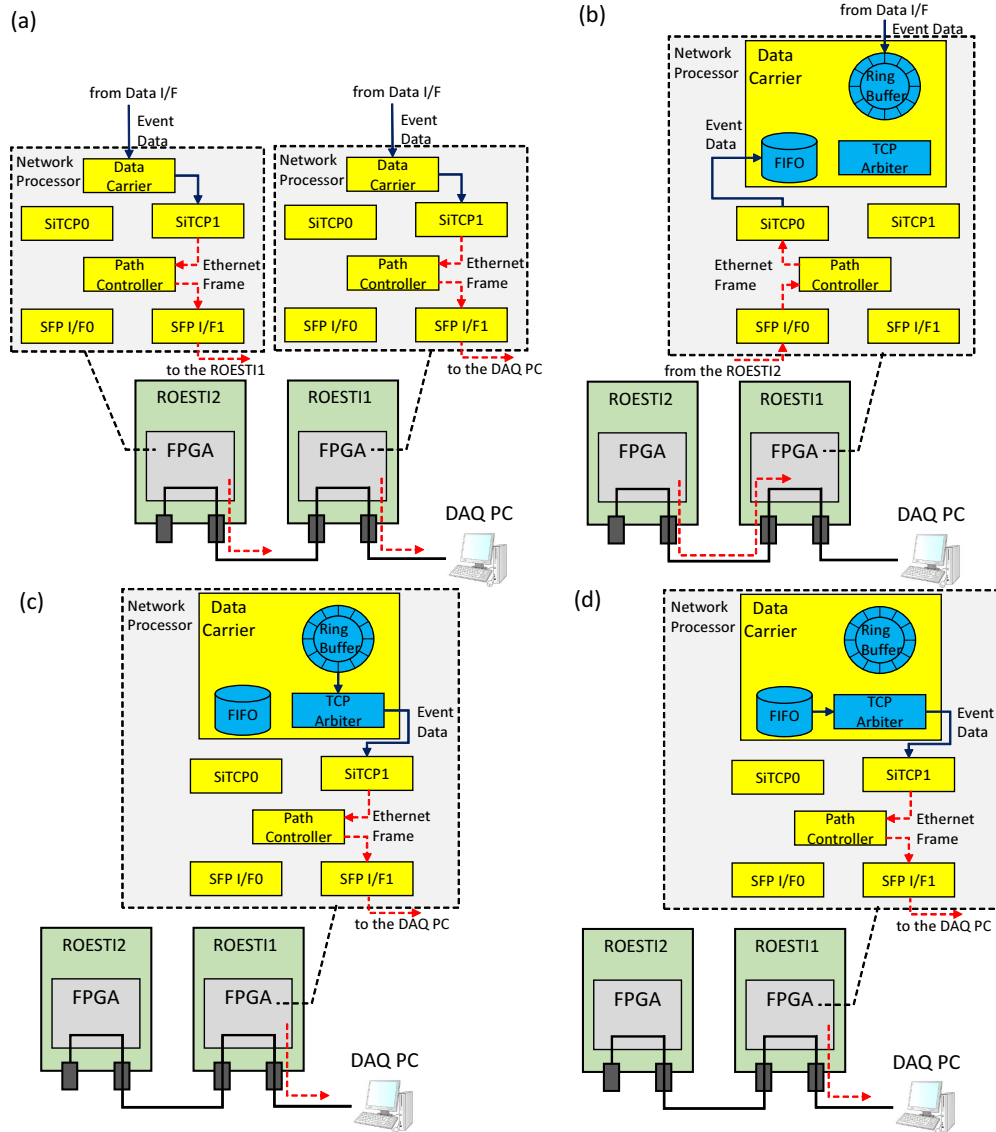 (a)
from Data I/F
Event
Data
Network
Processor
Data
Carrier
SiTCP0
SiTCP1
Path
Controller
Ethernet
Frame
SFP I/F0
SFP I/F1
to the ROESTI1
from Data I/F
Event
Data
Network
Processor
Data
Carrier
SiTCP0
SiTCP1
Path
Controller
Ethernet
Frame
SFP I/F0
SFP I/F1
to the DAQ PC
ROESTI2
FPGA
ROESTI1
FPGA
DAQ PC
(b)
from Data I/F
Event Data
Network
Processor
Data
Carrier
Ring
Buffer
Event
Data
FIFO
TCP
Arbiter
SiTCP0
SiTCP1
Ethernet
Frame
Path
Controller
SFP I/F0
SFP I/F1
from the ROESTI2
ROESTI2
FPGA
ROESTI1
FPGA
DAQ PC
(c)
Network
Processor
Data
Carrier
Ring
Buffer
FIFO
TCP
Arbiter
Event
Data
SiTCP0
SiTCP1
Path
Controller
Ethernet
Frame
SFP I/F0
SFP I/F1
to the DAQ PC
ROESTI2
FPGA
ROESTI1
FPGA
DAQ PC
(d)
Network
Processor
Data
Carrier
Ring
Buffer
FIFO
TCP
Arbiter
Event
Data
SiTCP0
SiTCP1
Path
Controller
Ethernet
Frame
SFP I/F0
SFP I/F1
to the DAQ PC
ROESTI2
FPGA
ROESTI1
FPGA
DAQ PC